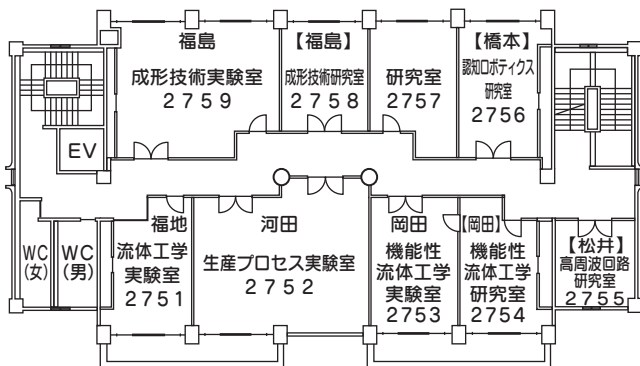 福島
成形技術実験室
2759
【福島】
成形技術研究室
2758
研究室
2757
【橋本】
認知ロボティクス
研究室
2756
EV
WC
(女)
WC
(男)
福地
流体工学
実験室
2751
河田
生産プロセス実験室
2752
岡田
機能性
流体工学
実験室
2753
【岡田】
機能性
流体工学
研究室
2754
【松井】
高周波回路
研究室
2755